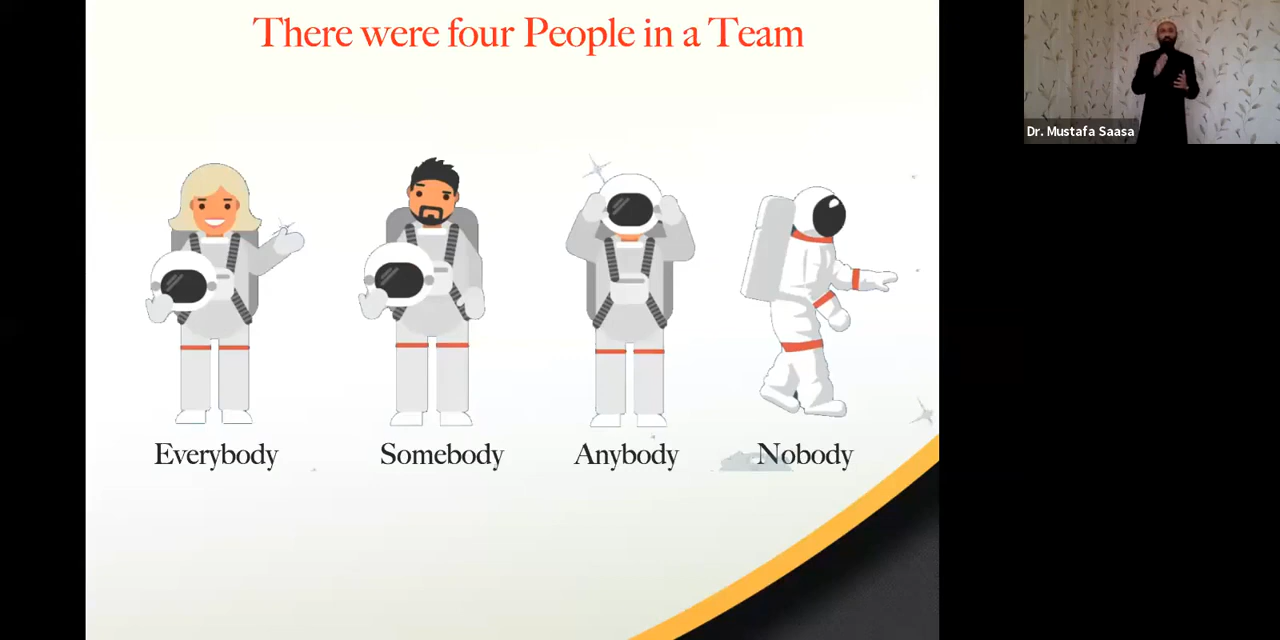 There were four People in a Team
Dr. Mustafa Saasa
Everybody
Somebody
Anybody
Nobody